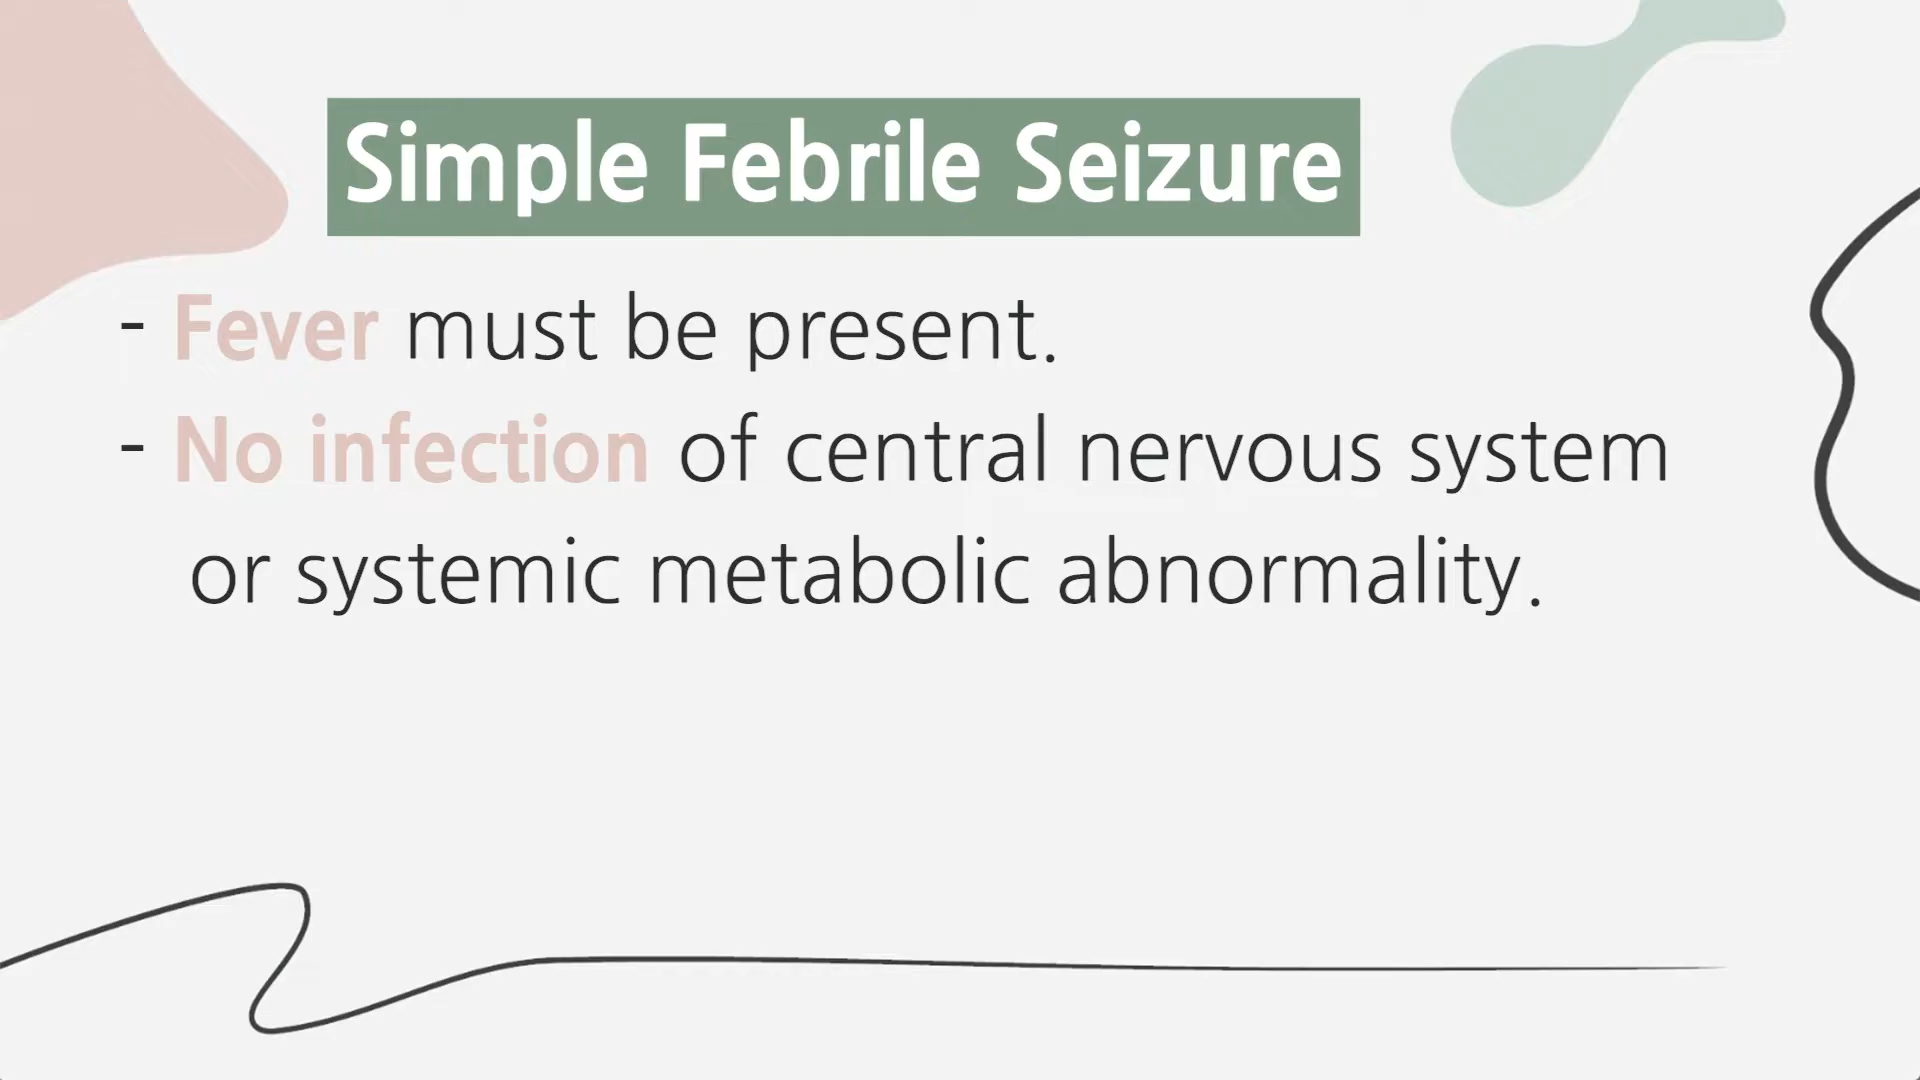 Simple Febrile Seizure
- Fever must be present.
- No infection of central nervous system
or systemic metabolic abnormality.